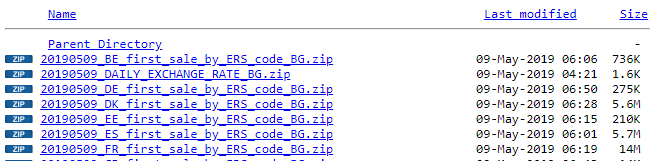 Name Last modified Size
Parent Directory -
ZIP 20190509_BE_first_sale_by_ERS_code_BG.zip 09-May-2019 06:06 736K
ZIP 20190509_DAILY_EXCHANGE_RATE_BG.zip 09-May-2019 04:21 1.6K
ZIP 20190509_DE_first_sale_by_ERS_code_BG.zip 09-May-2019 06:50 275K
ZIP 20190509_DK_first_sale_by_ERS_code_BG.zip 09-May-2019 06:28 5.6M
ZIP 20190509_EE_first_sale_by_ERS_code_BG.zip 09-May-2019 06:15 210K
ZIP 20190509_ES_first_sale_by_ERS_code_BG.zip 09-May-2019 06:01 5.7M
ZIP 20190509_FR_first_sale_by_ERS_code_BG.zip 09-May-2019 06:19 14M